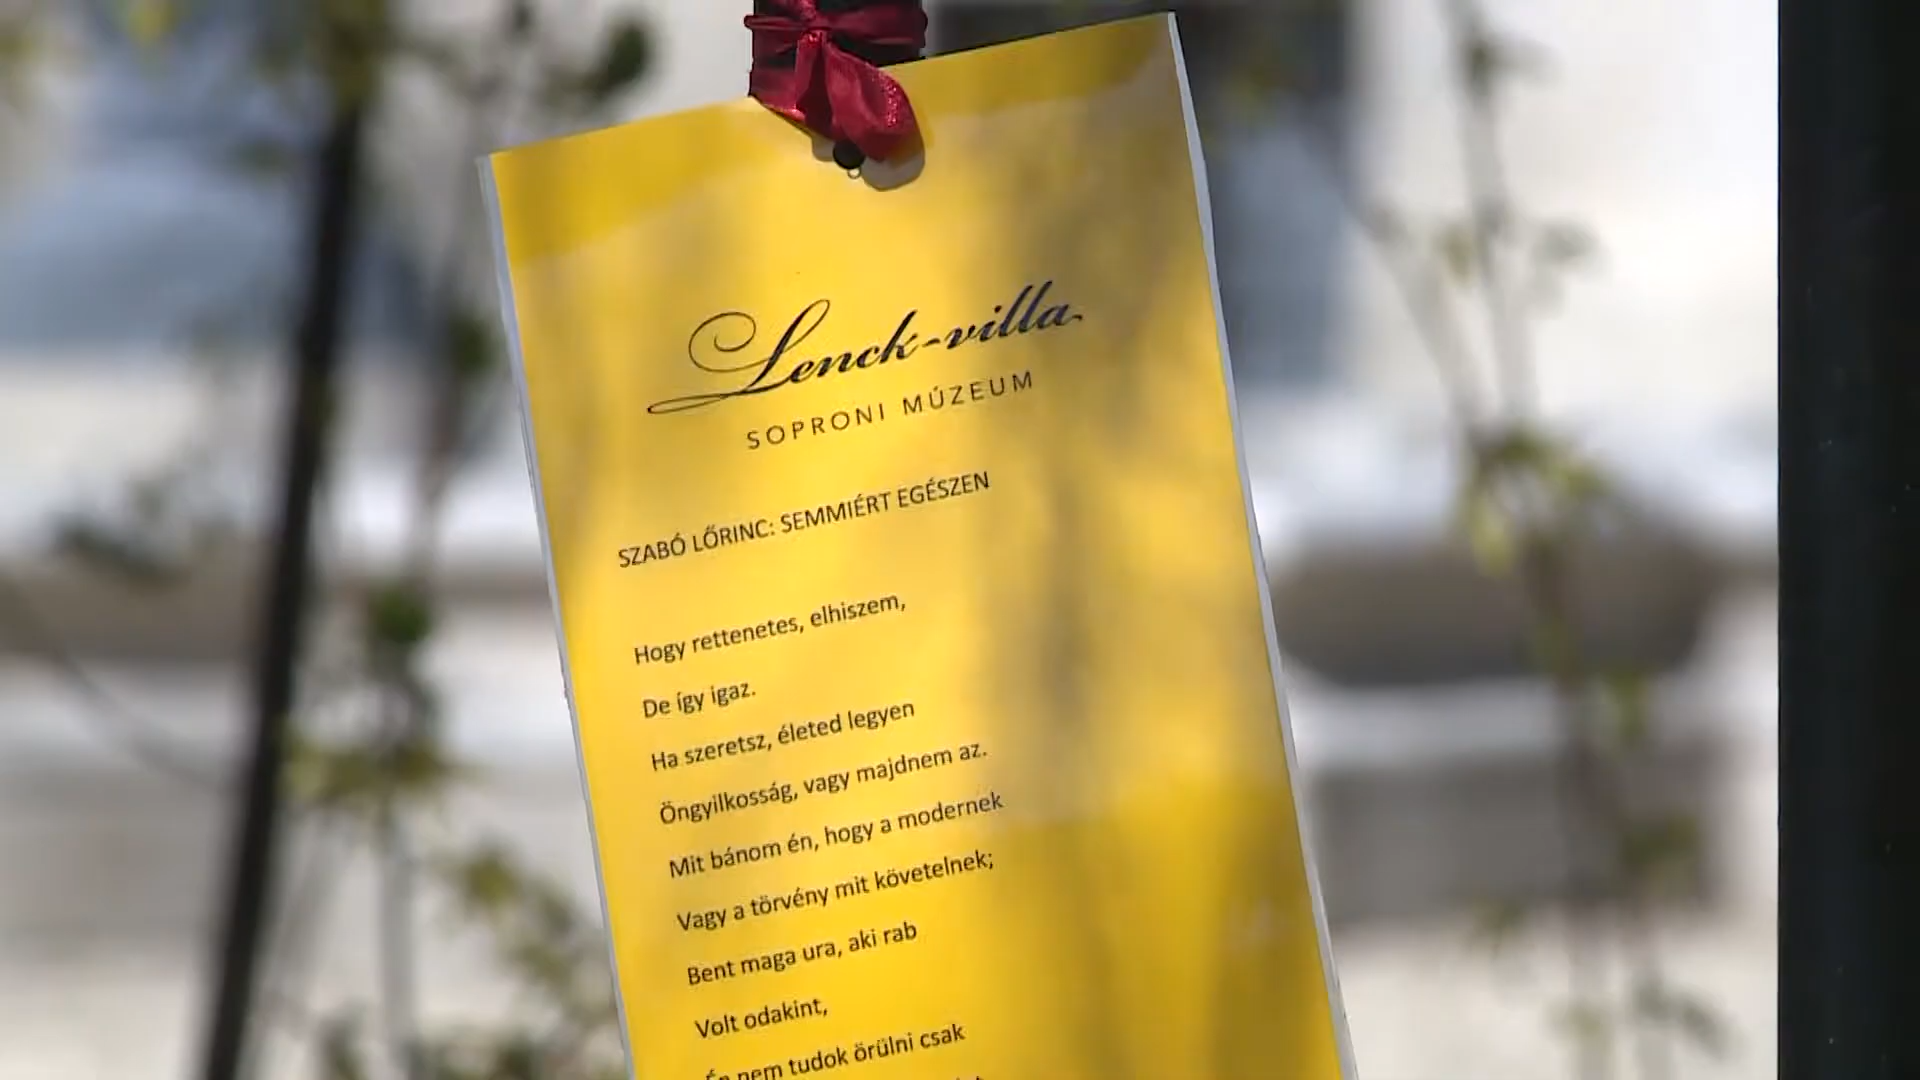 Lenck-villa
SOPRONI MÚZEUM
SZABÓ LŐRINC: SEMMIÉRT EGÉSZEN
Hogy rettenetes, elhiszem,
De így igaz.
Ha szeretsz, életed legyen
Öngyilkosság, vagy majdnem az.
Mit bánom én, hogy a modernek
Vagy a törvény mit követelnek;
Bent maga ura, aki rab
Volt odakint,
Én nem tudok örülni csak